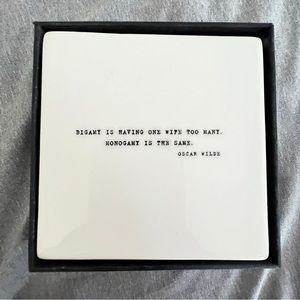 BIGAMY IS HAVING ONE WIFE TOO MANY.
MONOGAMY IS THE SAME.
OSCAR WILDE